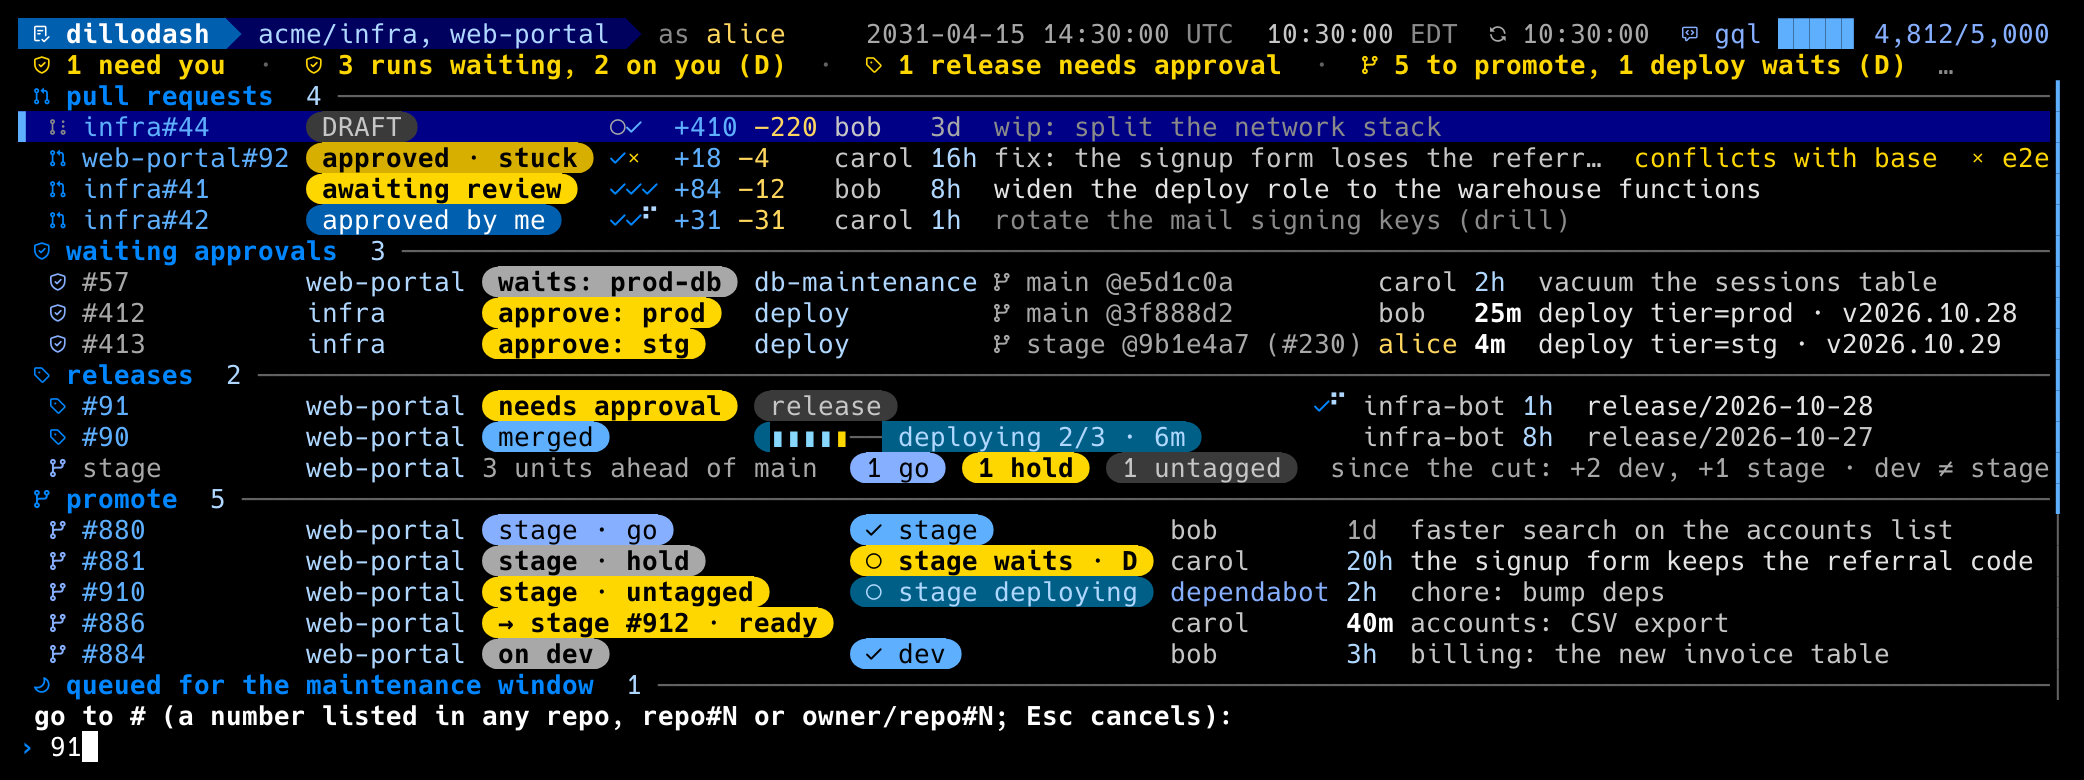 dillodash acme/infra, web-portal as alice 2031-04-15 14:30:00 UTC 10:30:00 EDT 10:30:00 gql 4,812/5,000
1 need you · 3 runs waiting, 2 on you (D) · 1 release needs approval · 5 to promote, 1 deploy waits (D) …
pull requests 4
infra#44 DRAFT ○✓ +410 −220 bob 3d wip: split the network stack
web-portal#92 approved · stuck ✓× +18 −4 carol 16h fix: the signup form loses the referr… conflicts with base × e2e
infra#41 awaiting review ✓✓✓ +84 −12 bob 8h widen the deploy role to the warehouse functions
infra#42 approved by me ✓✓ +31 −31 carol 1h rotate the mail signing keys (drill)
waiting approvals 3
#57 web-portal waits: prod-db db-maintenance main @e5d1c0a carol 2h vacuum the sessions table
#412 infra approve: prod deploy main @3f888d2 bob 25m deploy tier=prod · v2026.10.28
#413 infra approve: stg deploy stage @9b1e4a7 (#230) alice 4m deploy tier=stg · v2026.10.29
releases 2
#91 web-portal needs approval release ✓ infra-bot 1h release/2026-10-28
#90 web-portal merged deploying 2/3 · 6m infra-bot 8h release/2026-10-27
stage web-portal 3 units ahead of main 1 go 1 hold 1 untagged since the cut: +2 dev, +1 stage · dev ≠ stage
promote 5
#880 web-portal stage · go ✓ stage bob 1d faster search on the accounts list
#881 web-portal stage · hold ○ stage waits · D carol 20h the signup form keeps the referral code
#910 web-portal stage · untagged ○ stage deploying dependabot 2h chore: bump deps
#886 web-portal → stage #912 · ready carol 40m accounts: CSV export
#884 web-portal on dev ✓ dev bob 3h billing: the new invoice table
queued for the maintenance window 1
go to # (a number listed in any repo, repo#N or owner/repo#N; Esc cancels):
› 91